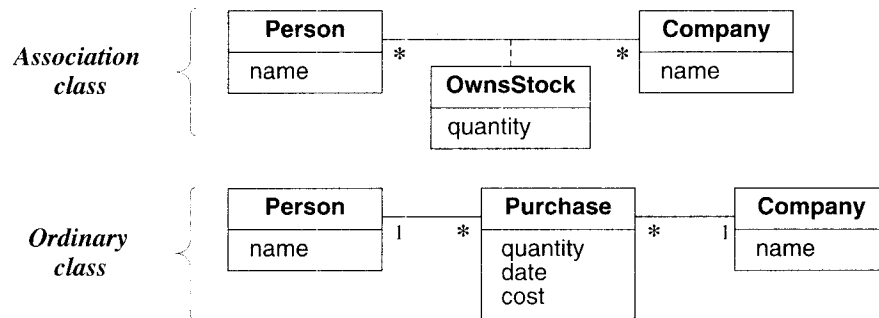 Association class
Person
name
*
*
OwnsStock
quantity
Company
name
Ordinary class
Person
name
1
*
Purchase
quantity
date
cost
*
1
Company
name